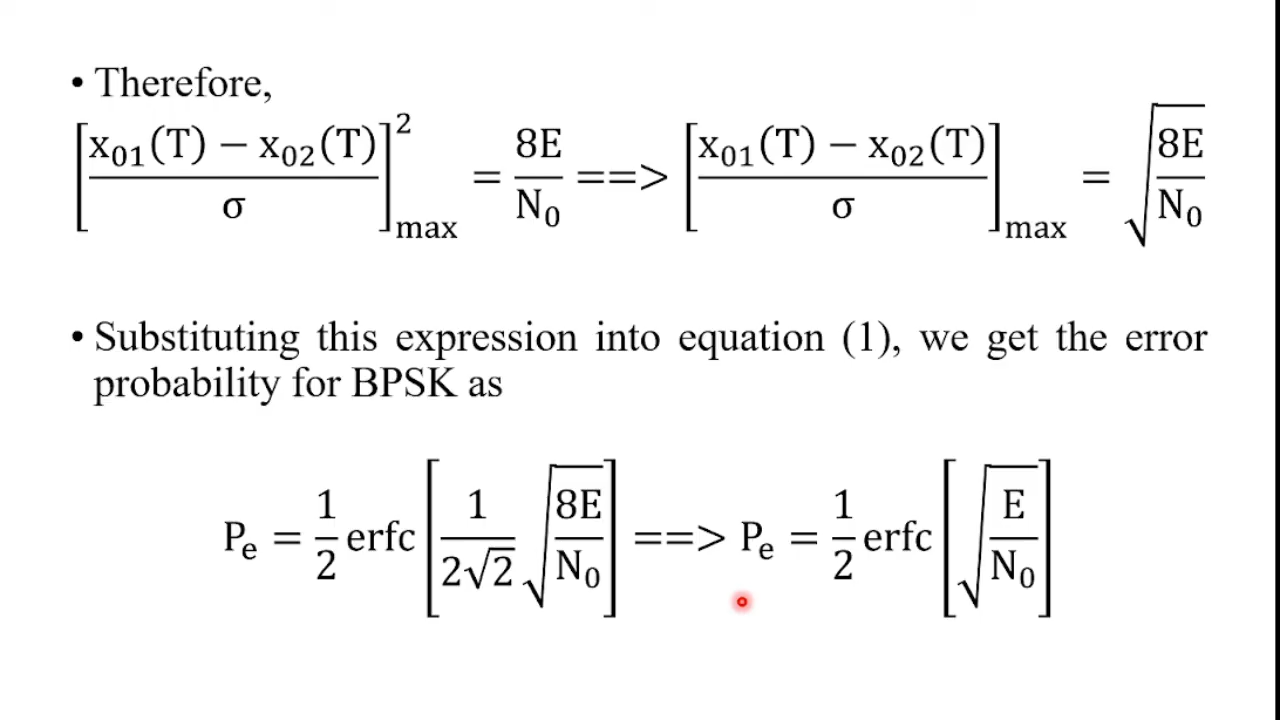 • Therefore,
[x₀₁(T) − x₀₂(T) / σ]²max = 8E/N₀ ==> [x₀₁(T) − x₀₂(T) / σ]max = √(8E/N₀)
• Substituting this expression into equation (1), we get the error
probability for BPSK as
Pₑ = 1/2 erfc [1/(2√2) √(8E/N₀)] ==> Pₑ = 1/2 erfc [√(E/N₀)]